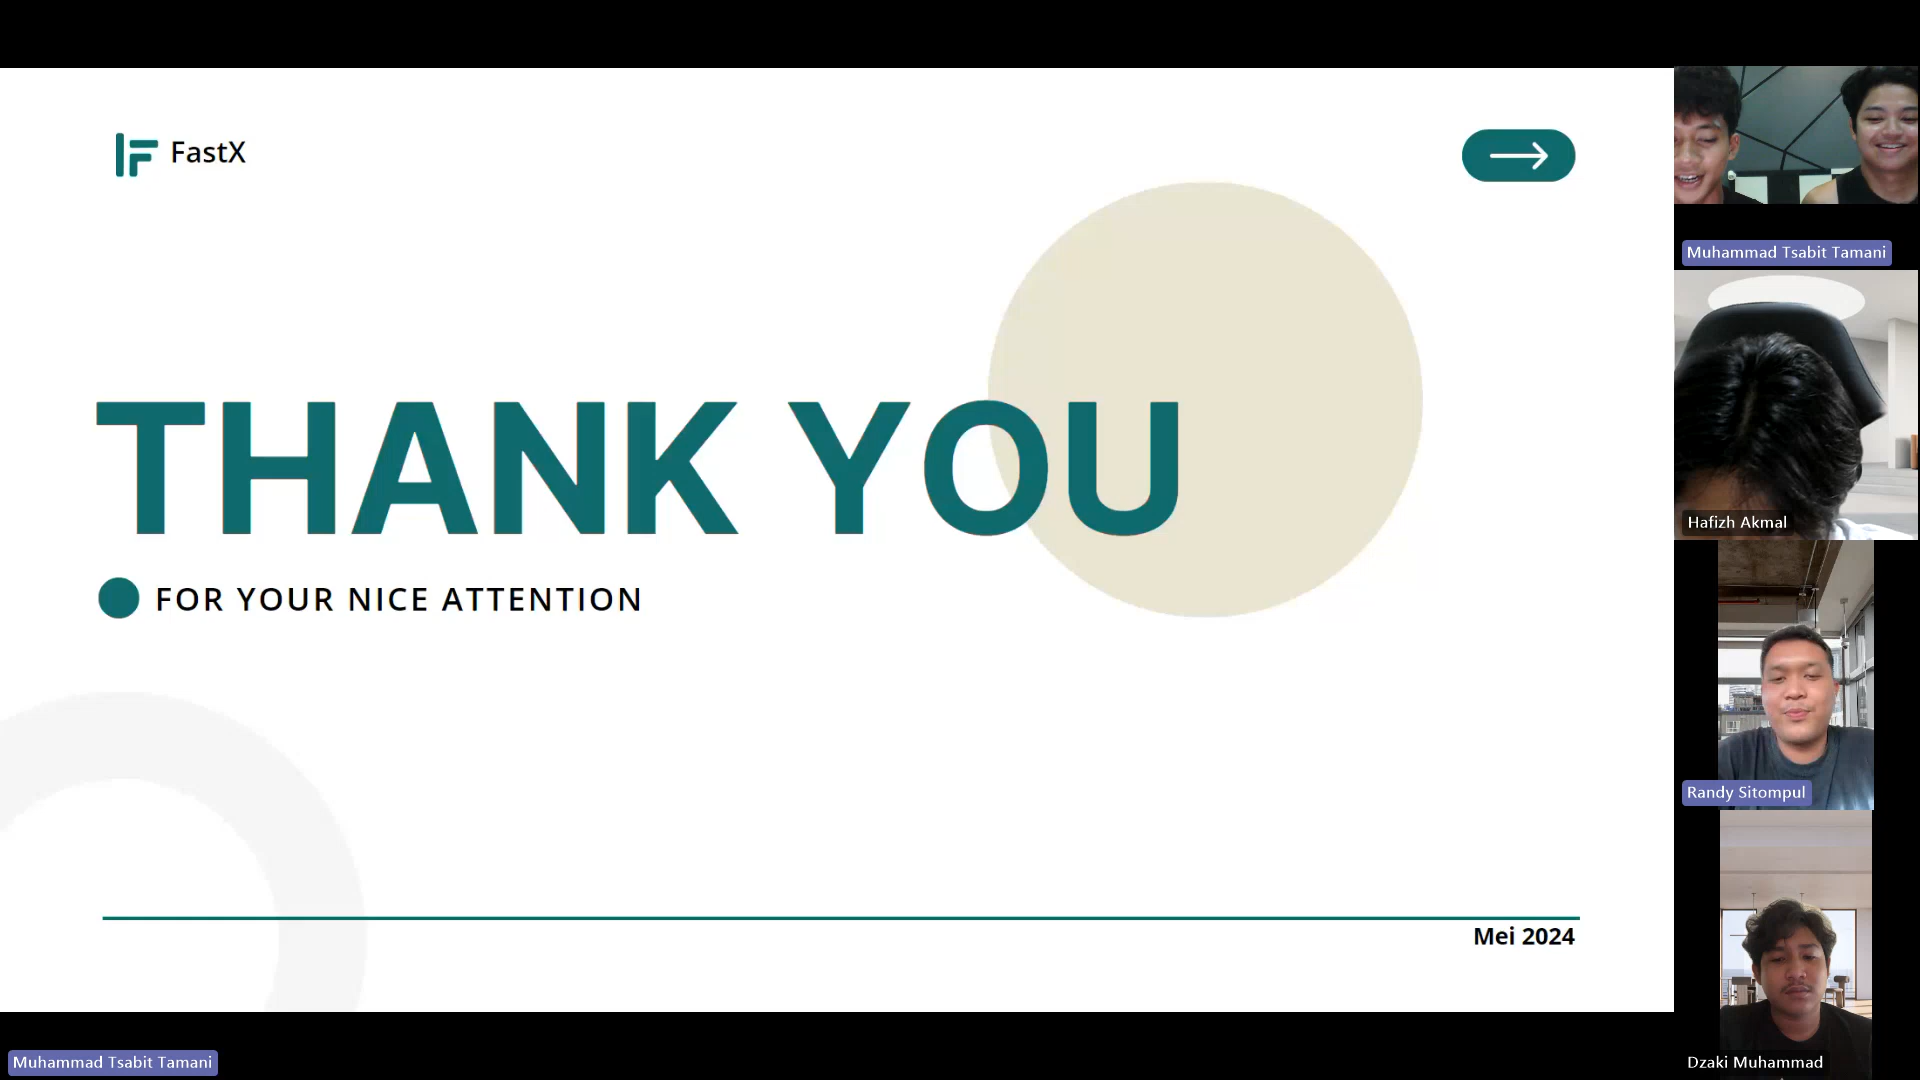 FastX
THANK YOU
FOR YOUR NICE ATTENTION
Mei 2024
Muhammad Tsabit Tamani
Muhammad Tsabit Tamani
Hafizh Akmal
Randy Sitompul
Dzaki Muhammad